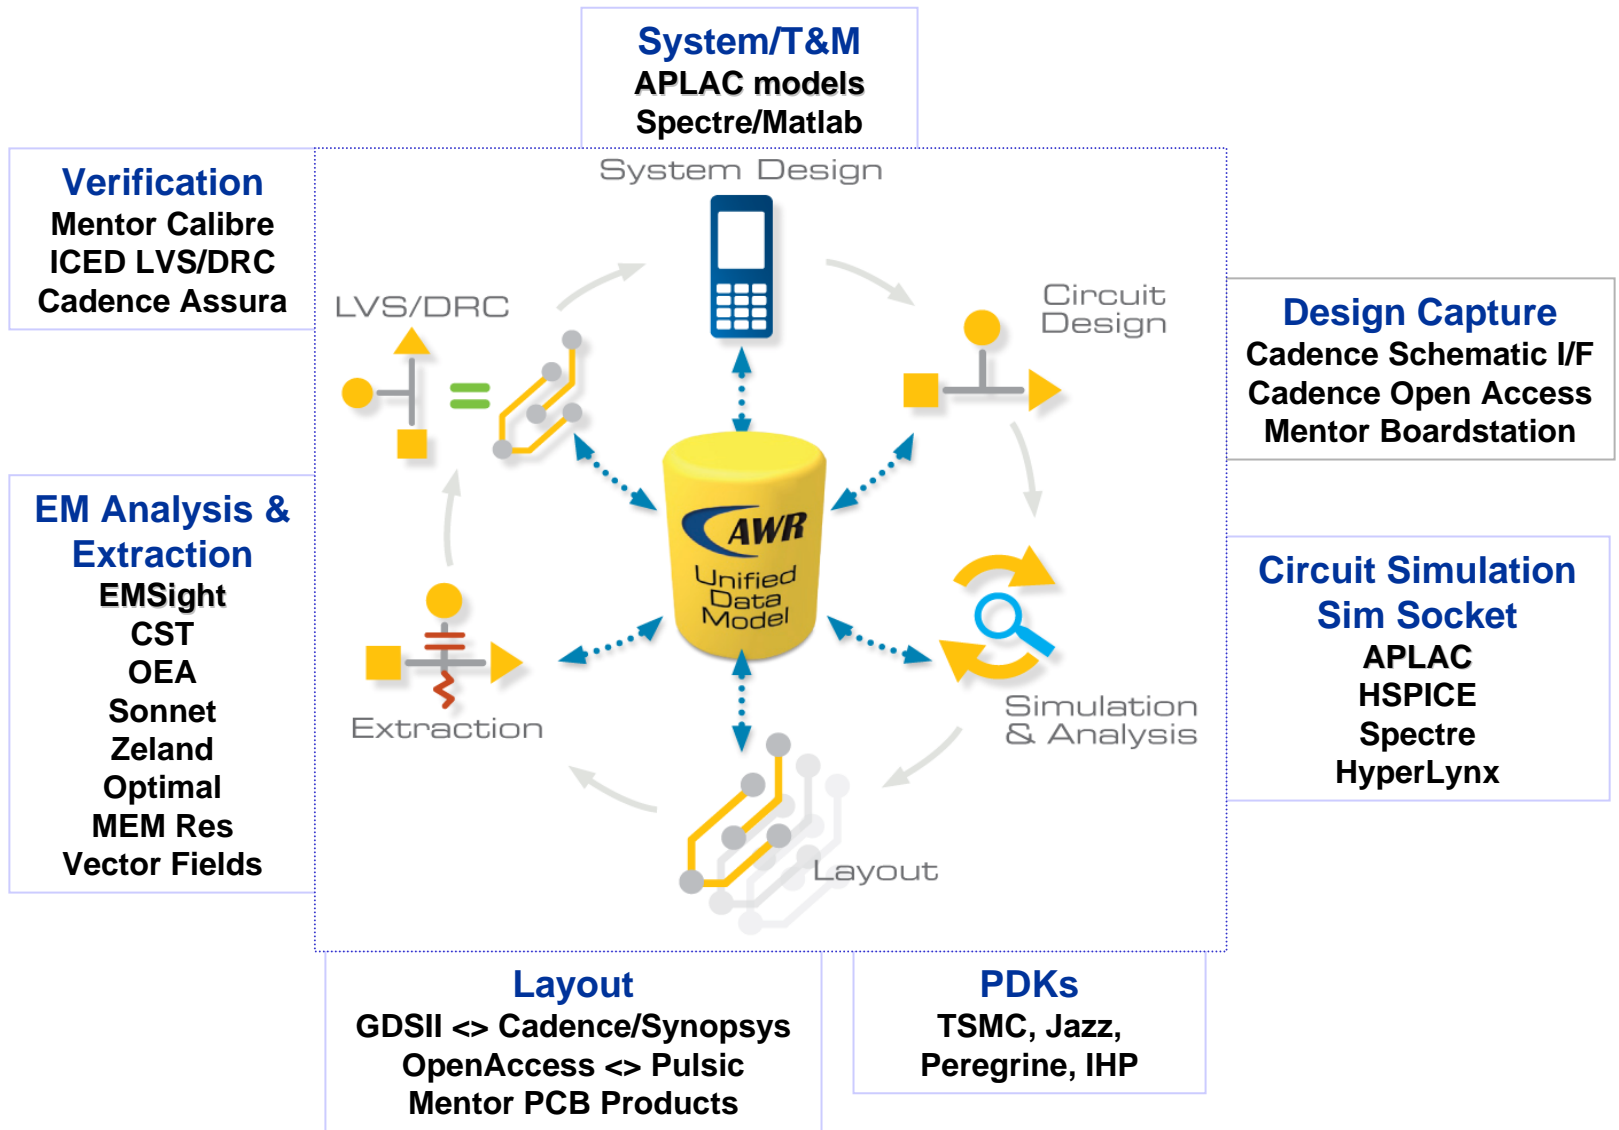 System/T&M
APLAC models
Spectre/Matlab
Verification
Mentor Calibre
ICED LVS/DRC
Cadence Assura
System Design
LVS/DRC
Circuit
Design
Design Capture
Cadence Schematic I/F
Cadence Open Access
Mentor Boardstation
EM Analysis &
Extraction
EMSight
CST
OEA
Sonnet
Zeland
Optimal
MEM Res
Vector Fields
AWR
Unified
Data
Model
Circuit Simulation
Sim Socket
APLAC
HSPICE
Spectre
HyperLynx
Extraction
Simulation
& Analysis
Layout
Layout
GDSII <> Cadence/Synopsys
OpenAccess <> Pulsic
Mentor PCB Products
PDKs
TSMC, Jazz,
Peregrine, IHP